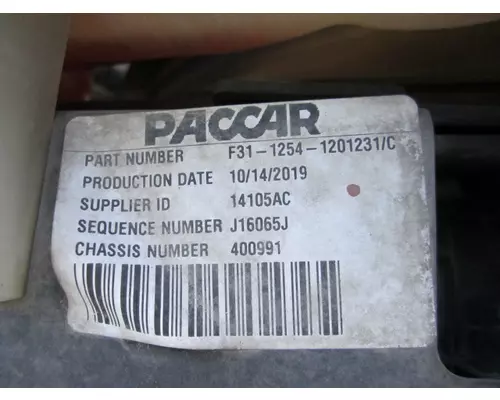 PACCAR
PART NUMBER F31-1254-1201231/C
PRODUCTION DATE 10/14/2019
SUPPLIER ID 14105AC
SEQUENCE NUMBER J16065J
CHASSIS NUMBER 400991